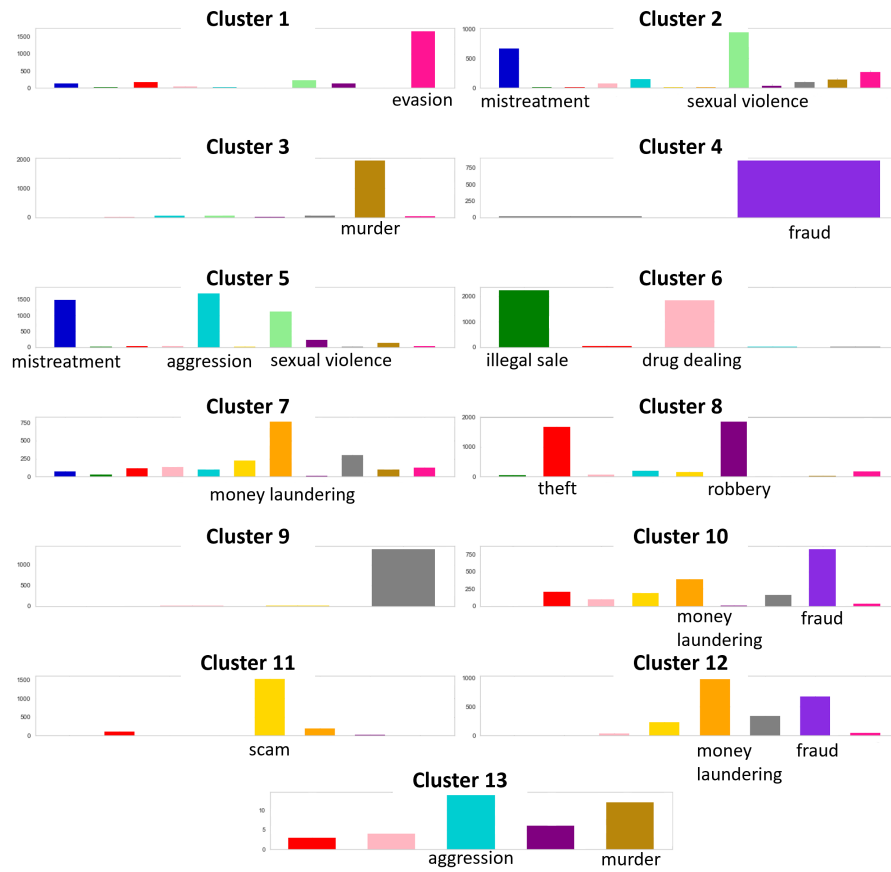 Cluster 1
1500
1000
500
0
evasion
Cluster 2
1000
500
0
mistreatment
sexual violence
Cluster 3
2000
1000
0
murder
Cluster 4
750
500
250
0
fraud
Cluster 5
1500
1000
500
0
mistreatment
aggression
sexual violence
Cluster 6
2000
1000
0
illegal sale
drug dealing
Cluster 7
750
500
250
0
money laundering
Cluster 8
2000
1000
0
theft
robbery
Cluster 9
1000
500
0
Cluster 10
750
500
250
0
money
laundering
fraud
Cluster 11
1500
1000
500
0
scam
Cluster 12
1000
500
0
money
laundering
fraud
Cluster 13
10
5
0
aggression
murder